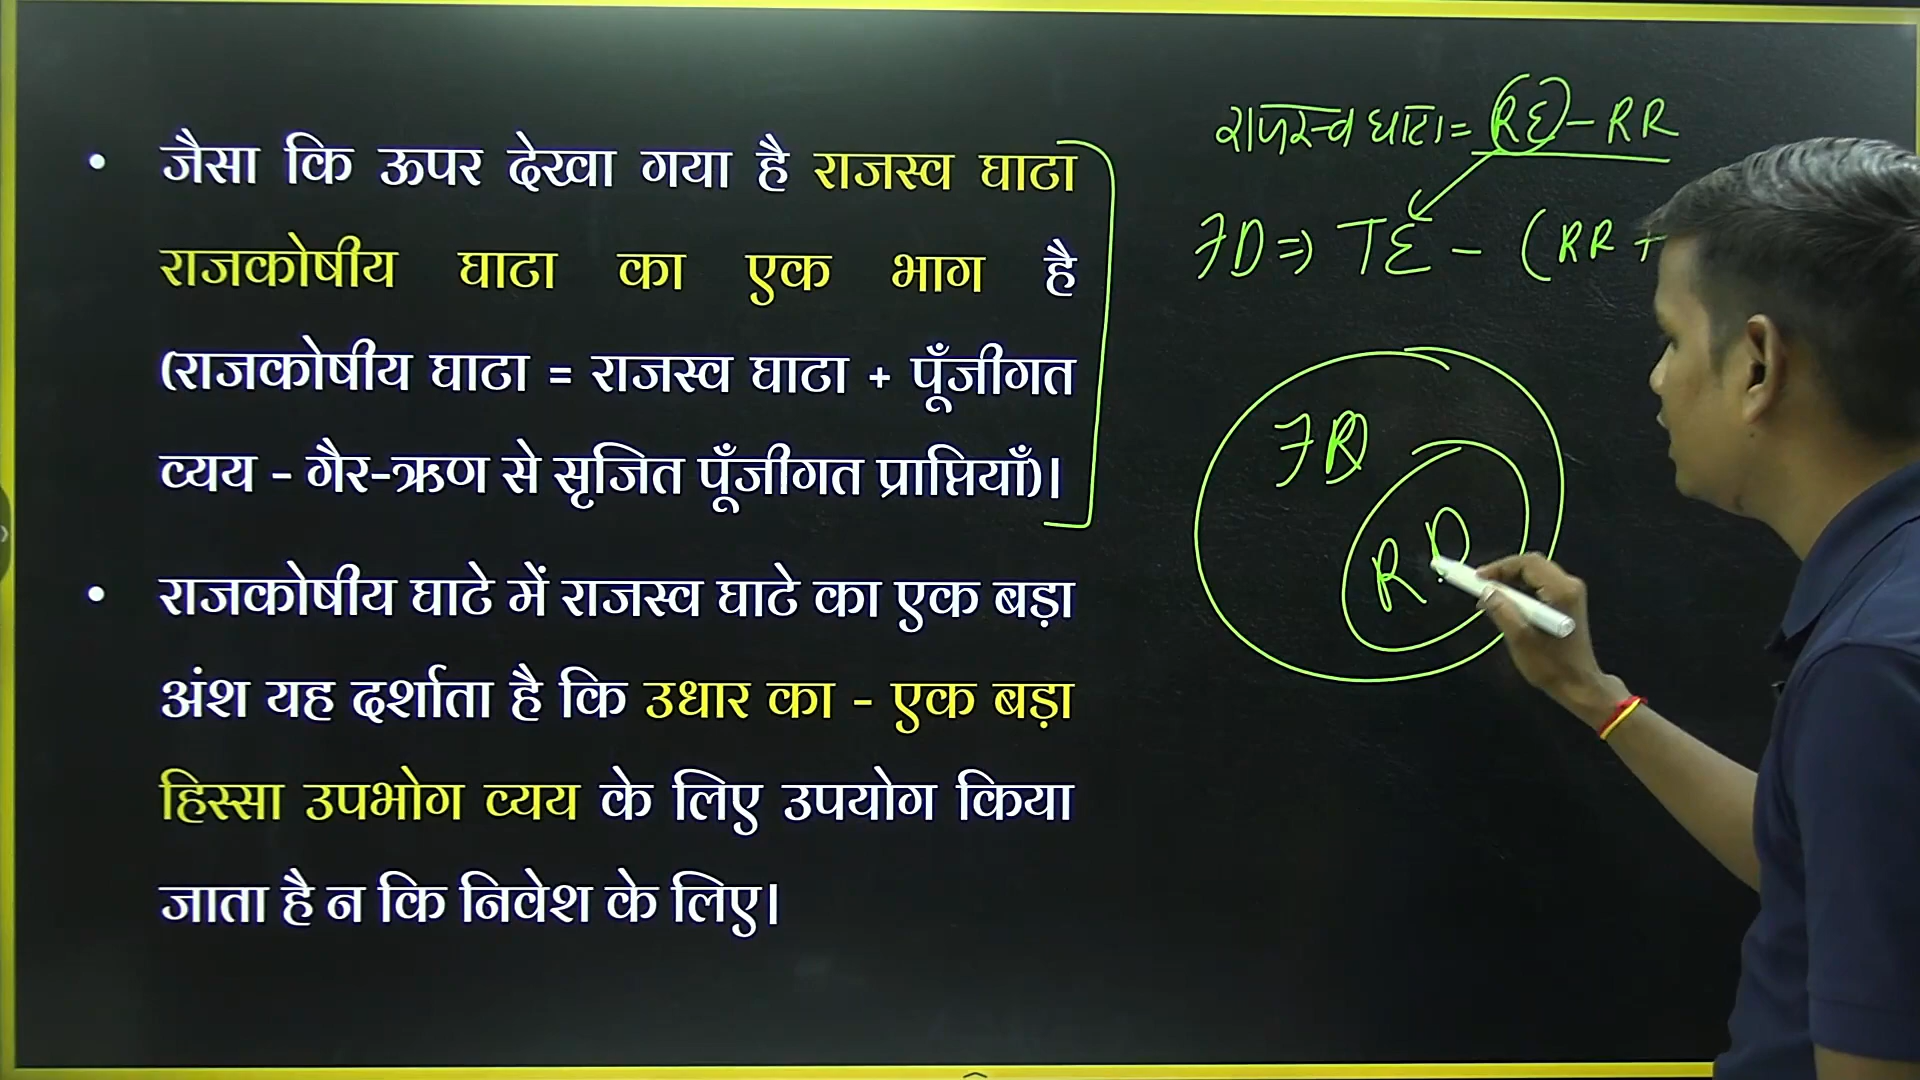 • जैसा कि ऊपर देखा गया है राजस्व घाटा
राजकोषीय घाटा का एक भाग है
(राजकोषीय घाटा = राजस्व घाटा + पूँजीगत
व्यय - गैर-ऋण से सृजित पूँजीगत प्राप्तियाँ)।
• राजकोषीय घाटे में राजस्व घाटे का एक बड़ा
अंश यह दर्शाता है कि उधार का - एक बड़ा
हिस्सा उपभोग व्यय के लिए उपयोग किया
जाता है न कि निवेश के लिए।
राजस्व घाटा = RE - RR
FD ⇒ TE - (RR +
FD
RD